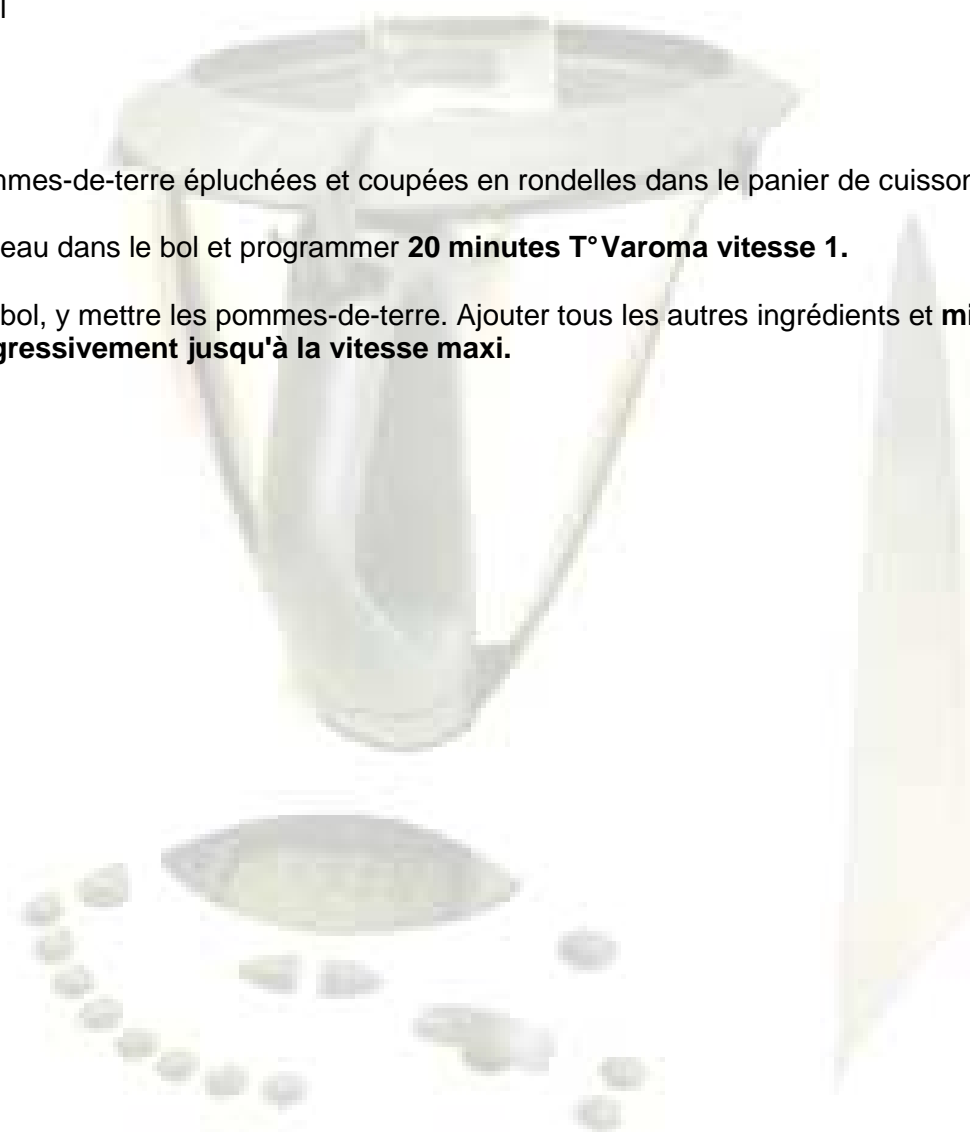 mmes-de-terre épluchées et coupées en rondelles dans le panier de cuisson
eau dans le bol et programmer 20 minutes T° Varoma vitesse 1.
bol, y mettre les pommes-de-terre. Ajouter tous les autres ingrédients et mi
gressivement jusqu'à la vitesse maxi.